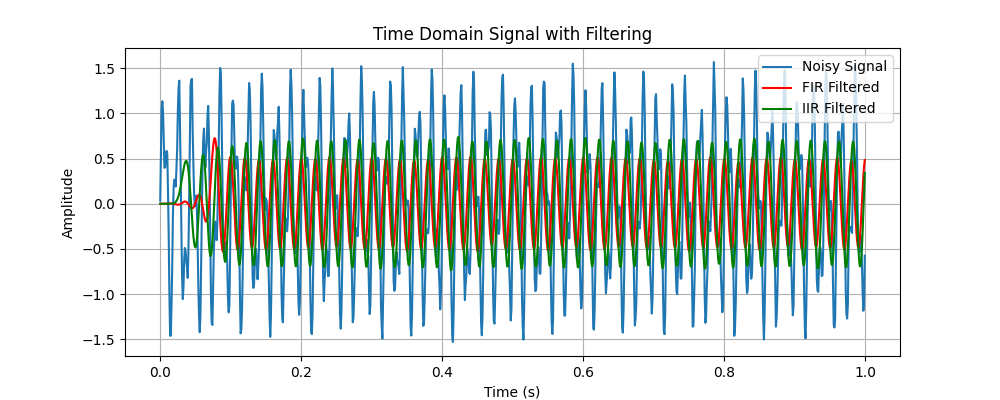 Time Domain Signal with Filtering
1.5
1.0
0.5
0.0
−0.5
−1.0
−1.5
Amplitude
Noisy Signal
FIR Filtered
IIR Filtered
0.0 0.2 0.4 0.6 0.8 1.0
Time (s)